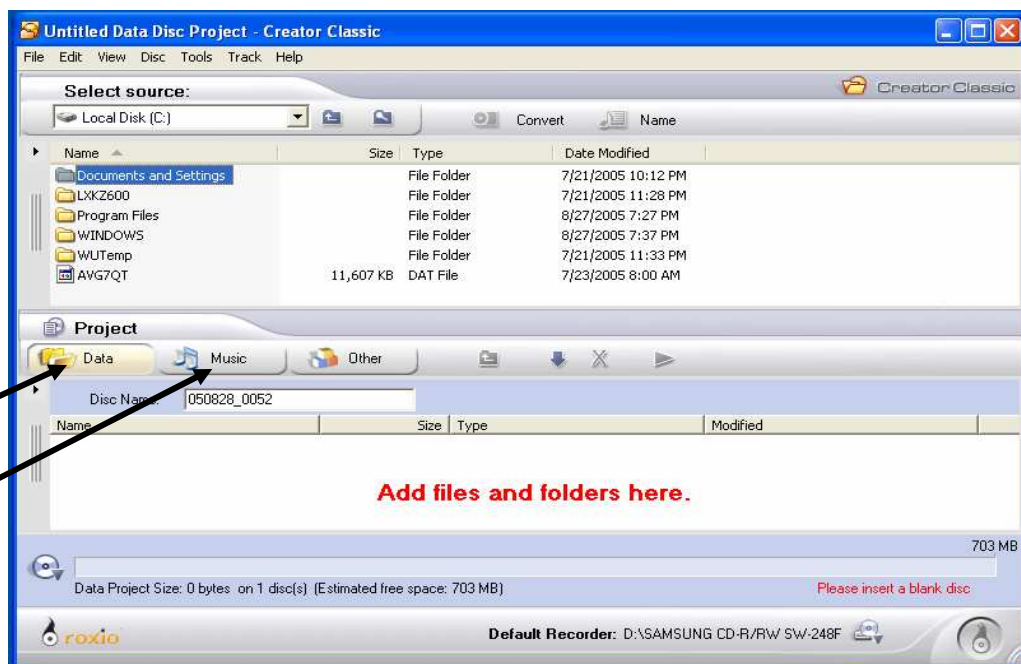 Untitled Data Disc Project - Creator Classic
File Edit View Disc Tools Track Help
Select source: Creator Classic
Local Disk (C:) Convert Name
Name Size Type Date Modified
Documents and Settings File Folder 7/21/2005 10:12 PM
LXKZ600 File Folder 7/21/2005 11:28 PM
Program Files File Folder 8/27/2005 7:27 PM
WINDOWS File Folder 8/27/2005 7:37 PM
WUTemp File Folder 7/21/2005 11:33 PM
AVG7QT 11,607 KB DAT File 7/23/2005 8:00 AM
Project
Data Music Other
Disc Name: 050828_0052
Name Size Type Modified
Add files and folders here.
703 MB
Data Project Size: 0 bytes on 1 disc(s) (Estimated free space: 703 MB) Please insert a blank disc
roxio Default Recorder: D:\SAMSUNG CD-R/RW SW-248F